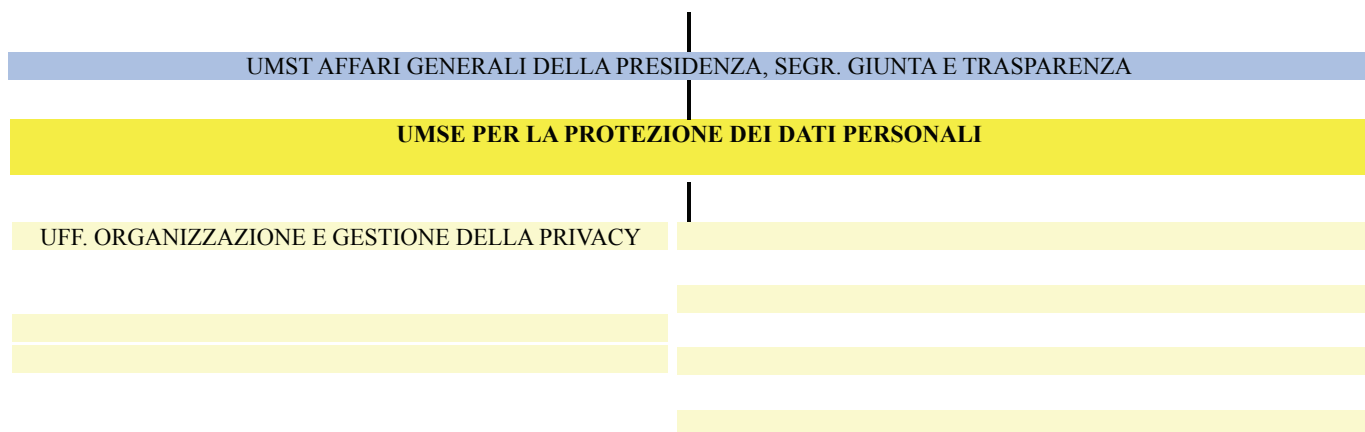 UMST AFFARI GENERALI DELLA PRESIDENZA, SEGR. GIUNTA E TRASPARENZA
UMSE PER LA PROTEZIONE DEI DATI PERSONALI
UFF. ORGANIZZAZIONE E GESTIONE DELLA PRIVACY